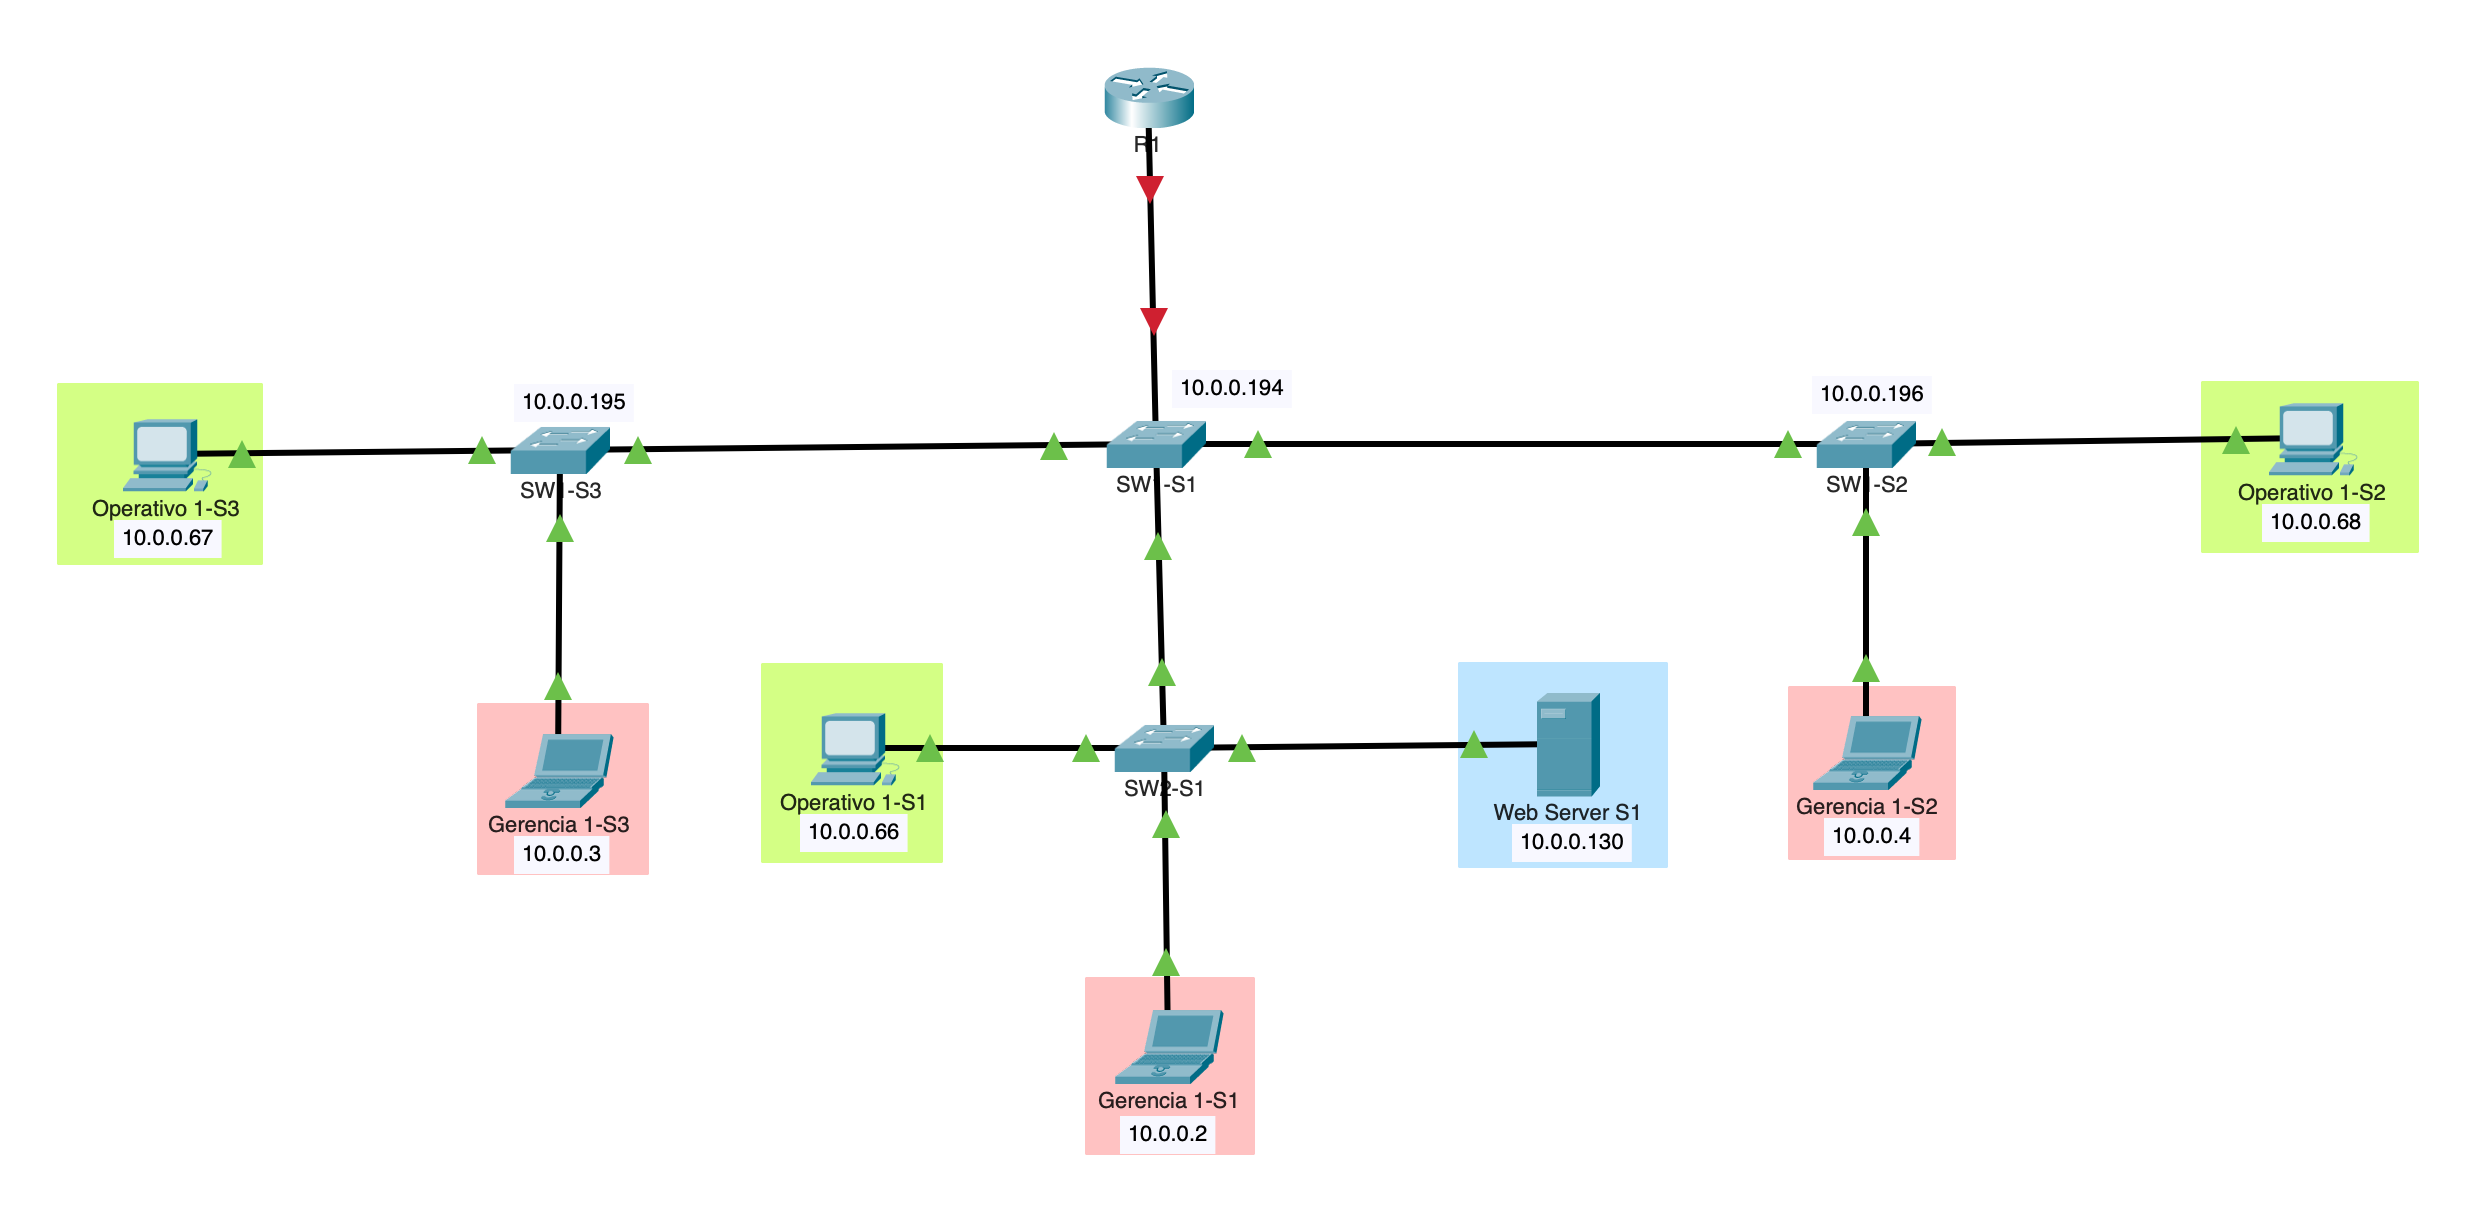 R1
10.0.0.195
10.0.0.194
10.0.0.196
SW1-S3
SW1-S1
SW1-S2
Operativo 1-S3
10.0.0.67
Operativo 1-S2
10.0.0.68
Operativo 1-S1
10.0.0.66
SW2-S1
Web Server S1
10.0.0.130
Gerencia 1-S3
10.0.0.3
Gerencia 1-S2
10.0.0.4
Gerencia 1-S1
10.0.0.2